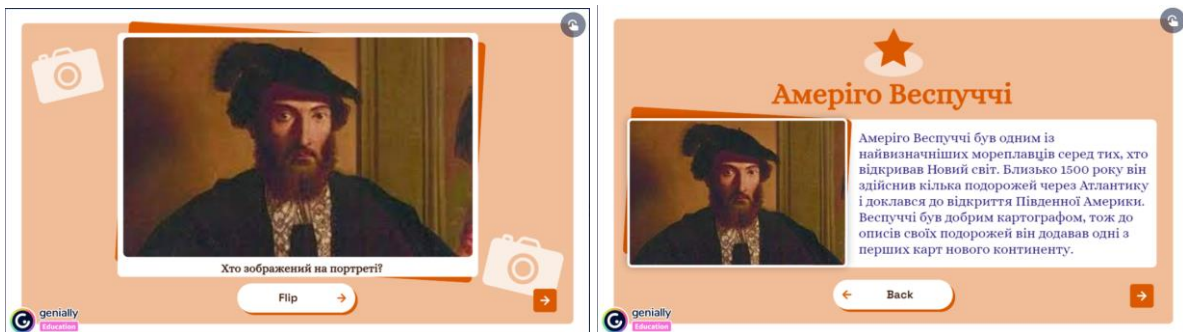 Хто зображений на портреті?
Flip
genially
Education
Амеріго Веспуччі
Амеріго Веспуччі був одним із
найвизначніших мореплавців серед тих, хто
відкривав Новий світ. Близько 1500 року він
здійснив кілька подорожей через Атлантику
і доклався до відкриття Південної Америки.
Веспуччі був добрим картографом, тож до
описів своїх подорожей він додавав одні з
перших карт нового континенту.
Back
genially
Education